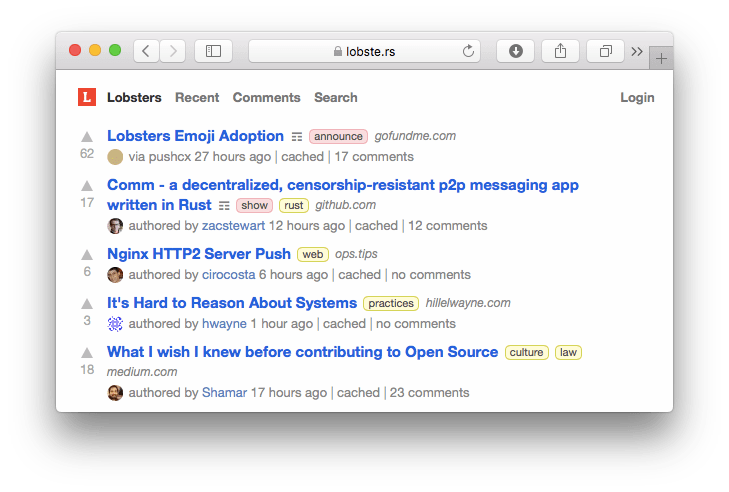 lobste.rs
L Lobsters Recent Comments Search Login
Lobsters Emoji Adoption announce gofundme.com
62 via pushcx 27 hours ago | cached | 17 comments
Comm - a decentralized, censorship-resistant p2p messaging app
17 written in Rust show rust github.com
authored by zacstewart 12 hours ago | cached | 12 comments
Nginx HTTP2 Server Push web ops.tips
6 authored by cirocosta 6 hours ago | cached | no comments
It's Hard to Reason About Systems practices hillelwayne.com
3 authored by hwayne 1 hour ago | cached | no comments
What I wish I knew before contributing to Open Source culture law
18 medium.com
authored by Shamar 17 hours ago | cached | 23 comments